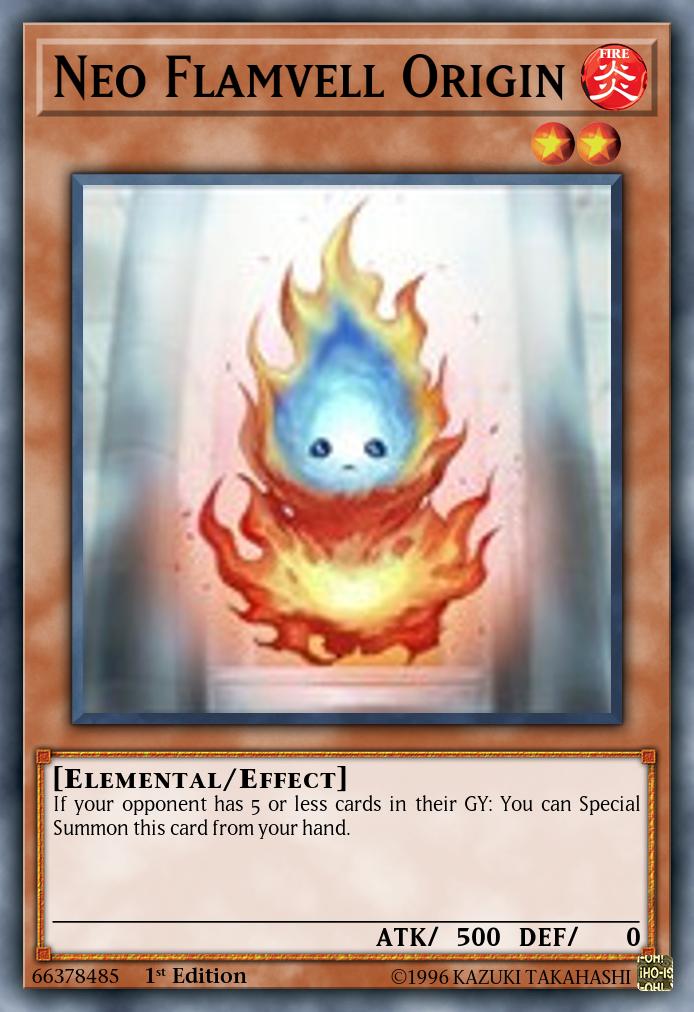 Neo Flamvell Origin
FIRE
炎
[Elemental/Effect]
If your opponent has 5 or less cards in their GY: You can Special
Summon this card from your hand.
ATK/ 500 DEF/ 0
66378485 1st Edition ©1996 KAZUKI TAKAHASHI